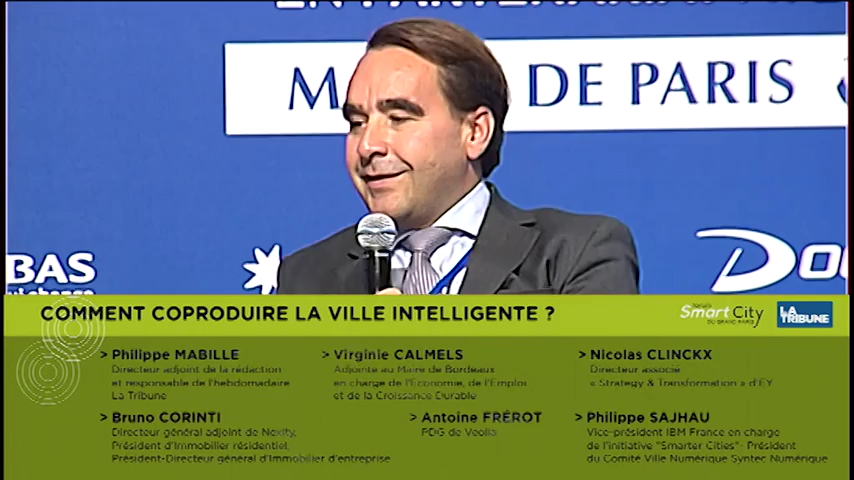 DE PARIS
BAS
COMMENT COPRODUIRE LA VILLE INTELLIGENTE ?
Smart City
DU GRAND PARIS
LA TRIBUNE
> Philippe MABILLE
Directeur adjoint de la rédaction
et responsable de l'hebdomadaire
La Tribune
> Virginie CALMELS
Adjointe au Maire de Bordeaux
en charge de l'Économie, de l'Emploi
et de la Croissance Durable
> Nicolas CLINCKX
Directeur associé
« Strategy & Transformation » d'EY
> Bruno CORINTI
Directeur général adjoint de Nexity,
Président d'Immobilier résidentiel,
Président-Directeur général d'Immobilier d'entreprise
> Antoine FRÉROT
PDG de Veolia
> Philippe SAJHAU
Vice-président IBM France en charge
de l'initiative "Smarter Cities"- Président
du Comité Ville Numérique Syntec Numérique